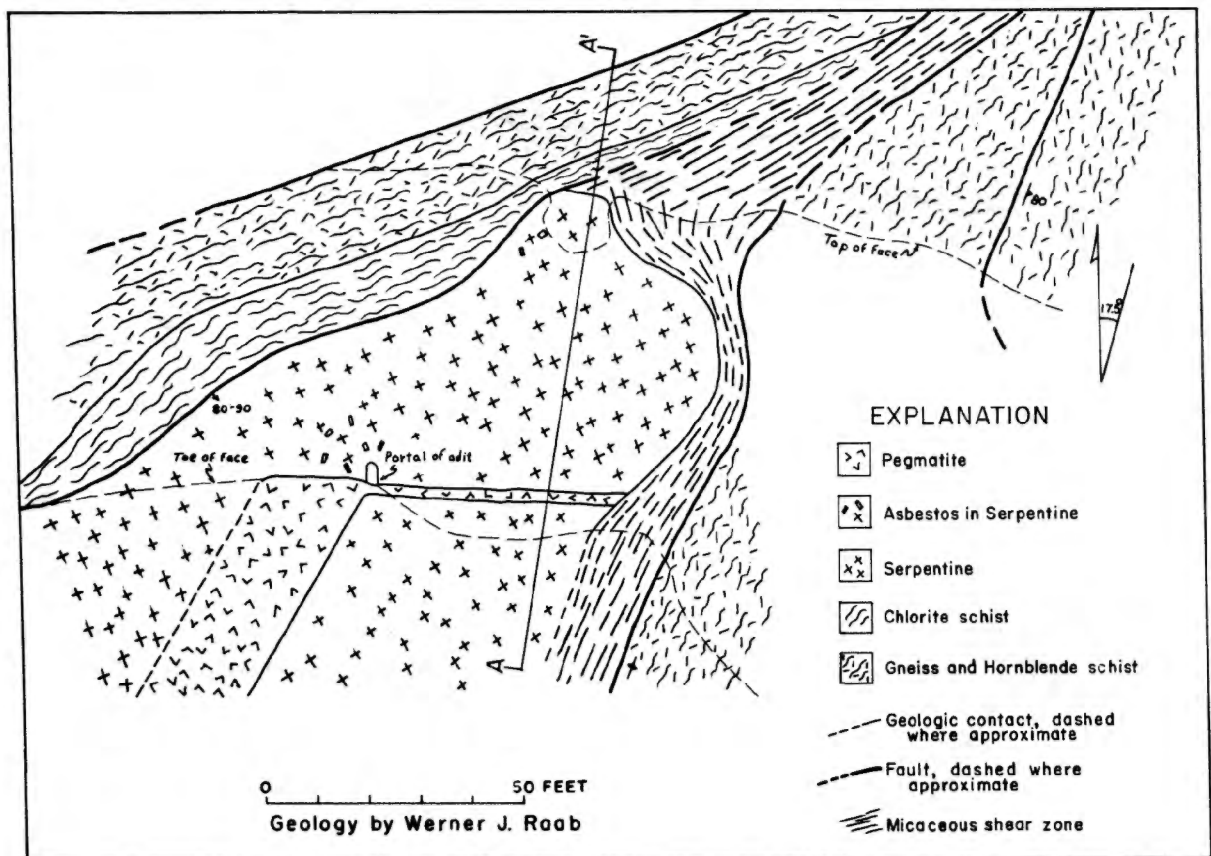 A'
80
Top of face
17.5°
80-90
Toe of face
Portal of adit
A
EXPLANATION
Pegmatite
Asbestos in Serpentine
Serpentine
Chlorite schist
Gneiss and Hornblende schist
Geologic contact, dashed
where approximate
Fault, dashed where
approximate
Micaceous shear zone
0 50 FEET
Geology by Werner J. Raab